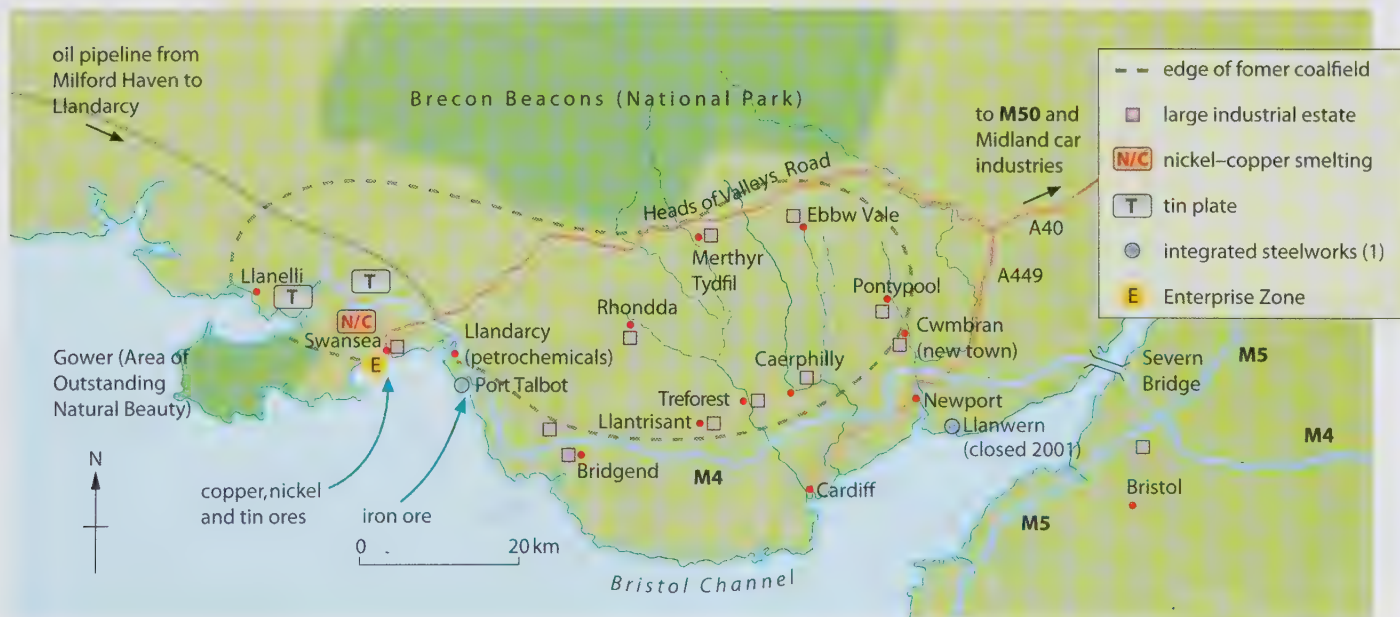 oil pipeline from
Milford Haven to
Llandarcy
Brecon Beacons (National Park)
to M50 and
Midland car
industries
edge of fomer coalfield
large industrial estate
N/C nickel–copper smelting
T tin plate
integrated steelworks (1)
E Enterprise Zone
Heads of Valleys Road
Ebbw Vale
A40
Merthyr
Tydfil
A449
Llanelli
T
T
Pontypool
Rhondda
N/C
Swansea
E
Llandarcy
(petrochemicals)
Cwmbran
(new town)
Gower (Area of
Outstanding
Natural Beauty)
Port Talbot
Caerphilly
Severn
Bridge
M5
Treforest
Llantrisant
Newport
Llanwern
(closed 2001)
M4
N
Bridgend
M4
copper, nickel
and tin ores
iron ore
Cardiff
Bristol
M5
0 20 km
Bristol Channel